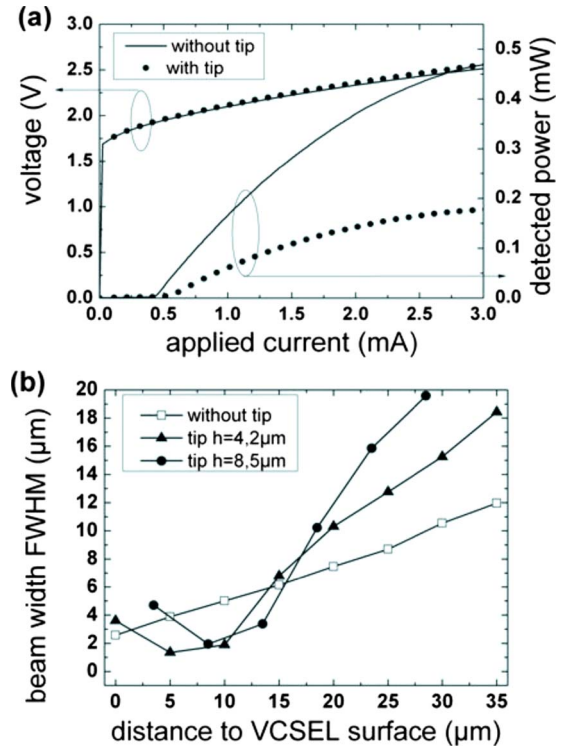 (a)
3.0
2.5
2.0
1.5
1.0
0.5
0.0
voltage (V)
without tip
with tip
0.5
0.4
0.3
0.2
0.1
0.0
detected power (mW)
0.0 0.5 1.0 1.5 2.0 2.5 3.0
applied current (mA)
(b)
20
18
16
14
12
10
8
6
4
2
0
beam width FWHM (µm)
without tip
tip h=4,2µm
tip h=8,5µm
0 5 10 15 20 25 30 35
distance to VCSEL surface (µm)